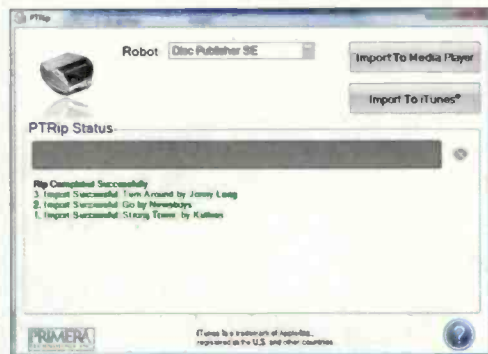 PTRip
Robot Disc Publisher SE
Import To Media Player
Import To iTunes®
PTRip Status
Rip Completed Successfully
3. Import Successful: Turn Around by Jonny Lang
2. Import Successful: Go by Newsboys
1. Import Successful: Strong Tower by Kutless
PRIMERA
iTunes is a trademark of Apple Inc.,
registered in the U.S. and other countries
?